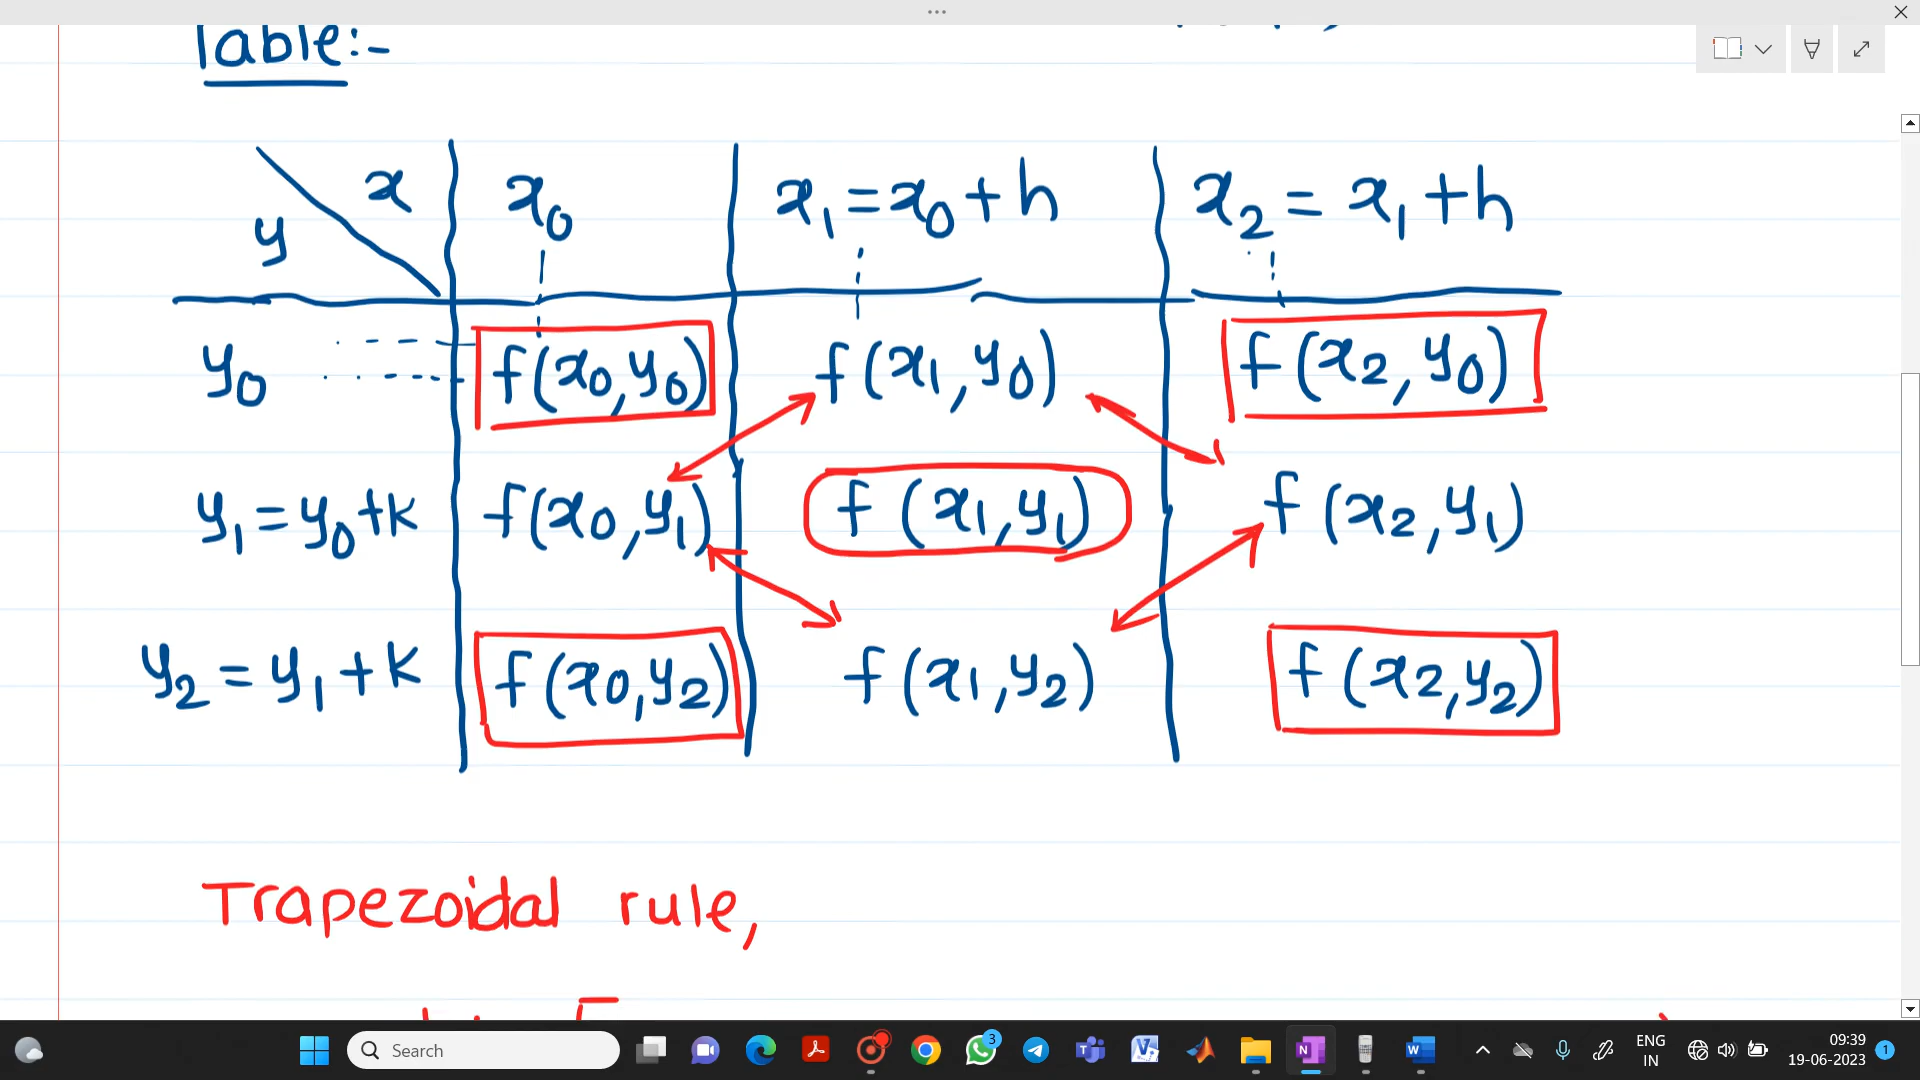 Table:-
x y x₀ x₁ = x₀ + h x₂ = x₁ + h
y₀ f(x₀, y₀) f(x₁, y₀) f(x₂, y₀)
y₁ = y₀ + k f(x₀, y₁) f(x₁, y₁) f(x₂, y₁)
y₂ = y₁ + k f(x₀, y₂) f(x₁, y₂) f(x₂, y₂)
Trapezoidal rule,
Search 3 ENG 09:39
IN 19-06-2023 1